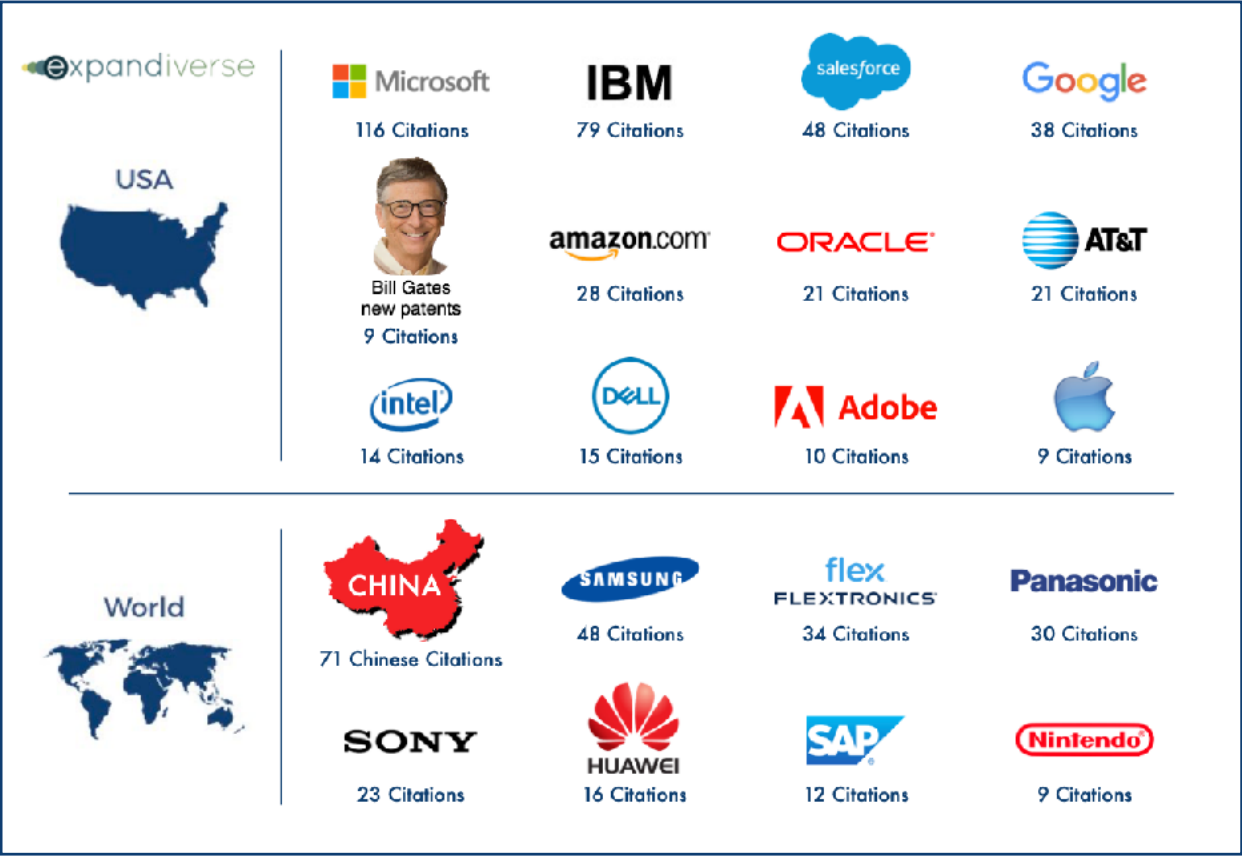 expandiverse
Microsoft
116 Citations
IBM
79 Citations
salesforce
48 Citations
Google
38 Citations
USA
Bill Gates
new patents
9 Citations
amazon.com
28 Citations
ORACLE
21 Citations
AT&T
21 Citations
intel
14 Citations
DELL
15 Citations
Adobe
10 Citations
9 Citations
World
CHINA
71 Chinese Citations
SAMSUNG
48 Citations
flex
FLEXTRONICS
34 Citations
Panasonic
30 Citations
SONY
23 Citations
HUAWEI
16 Citations
SAP
12 Citations
Nintendo
9 Citations